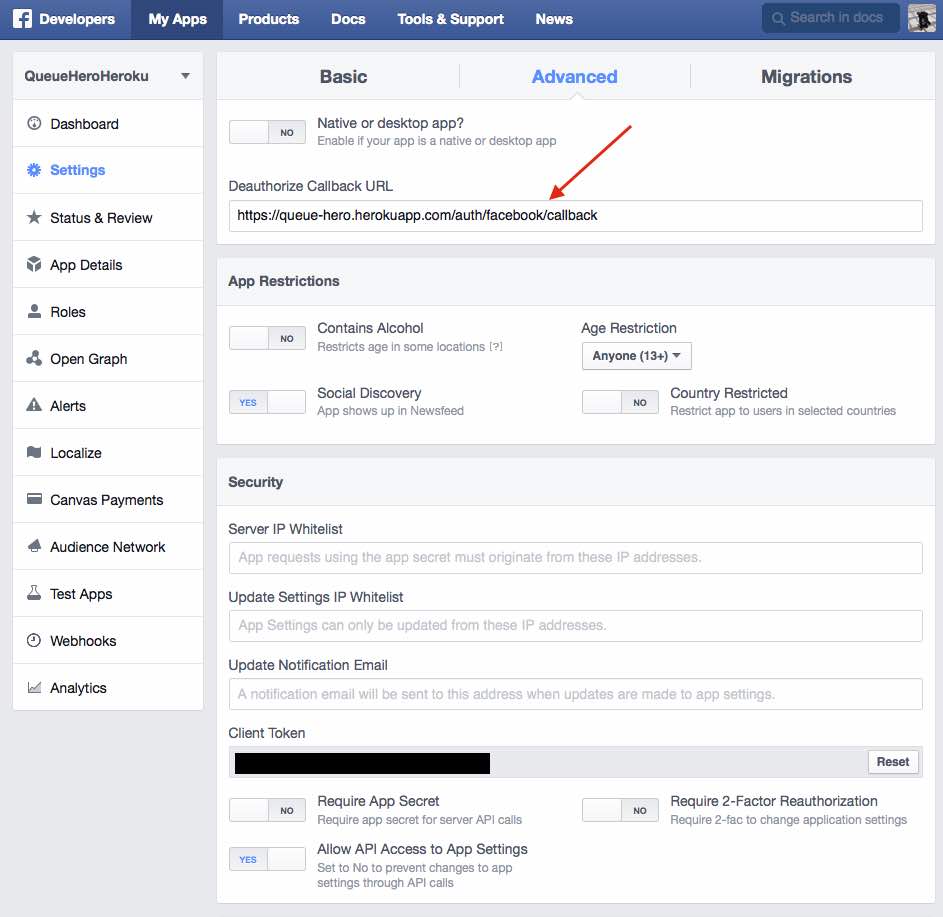 Developers My Apps Products Docs Tools & Support News Search in docs
QueueHeroHeroku
Dashboard
Settings
Status & Review
App Details
Roles
Open Graph
Alerts
Localize
Canvas Payments
Audience Network
Test Apps
Webhooks
Analytics
Basic Advanced Migrations
NO Native or desktop app?
Enable if your app is a native or desktop app
Deauthorize Callback URL
https://queue-hero.herokuapp.com/auth/facebook/callback
App Restrictions
NO Contains Alcohol
Restricts age in some locations [?]
Age Restriction
Anyone (13+)
YES Social Discovery
App shows up in Newsfeed
NO Country Restricted
Restrict app to users in selected countries
Security
Server IP Whitelist
App requests using the app secret must originate from these IP addresses.
Update Settings IP Whitelist
App Settings can only be updated from these IP addresses.
Update Notification Email
A notification email will be sent to this address when updates are made to app settings.
Client Token
Reset
NO Require App Secret
Require app secret for server API calls
NO Require 2-Factor Reauthorization
Require 2-fac to change application settings
YES Allow API Access to App Settings
Set to No to prevent changes to app
settings through API calls